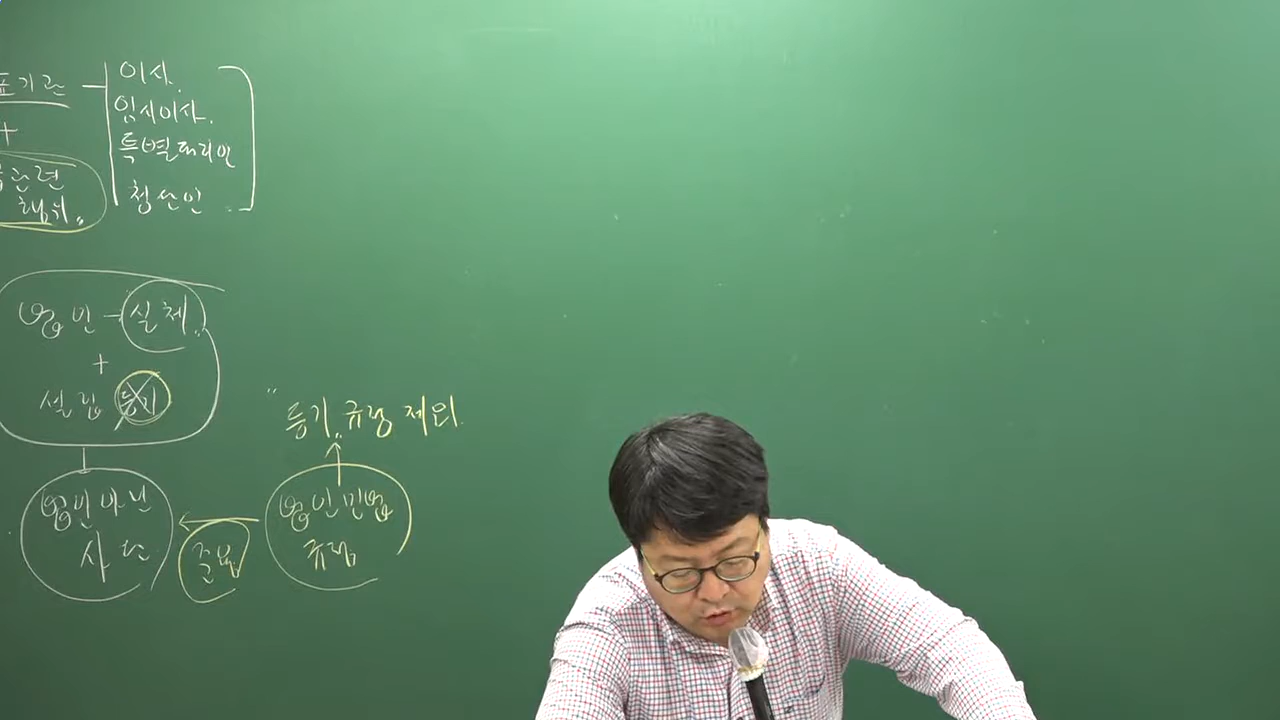 표기관 이사.
임시이사.
특별대리인
청산인
+
관련
행위.
법인 - 실체.
+
설립 등기
" 등기 규정 제외.
법인 아닌
사단
준용
법인 민법
규정